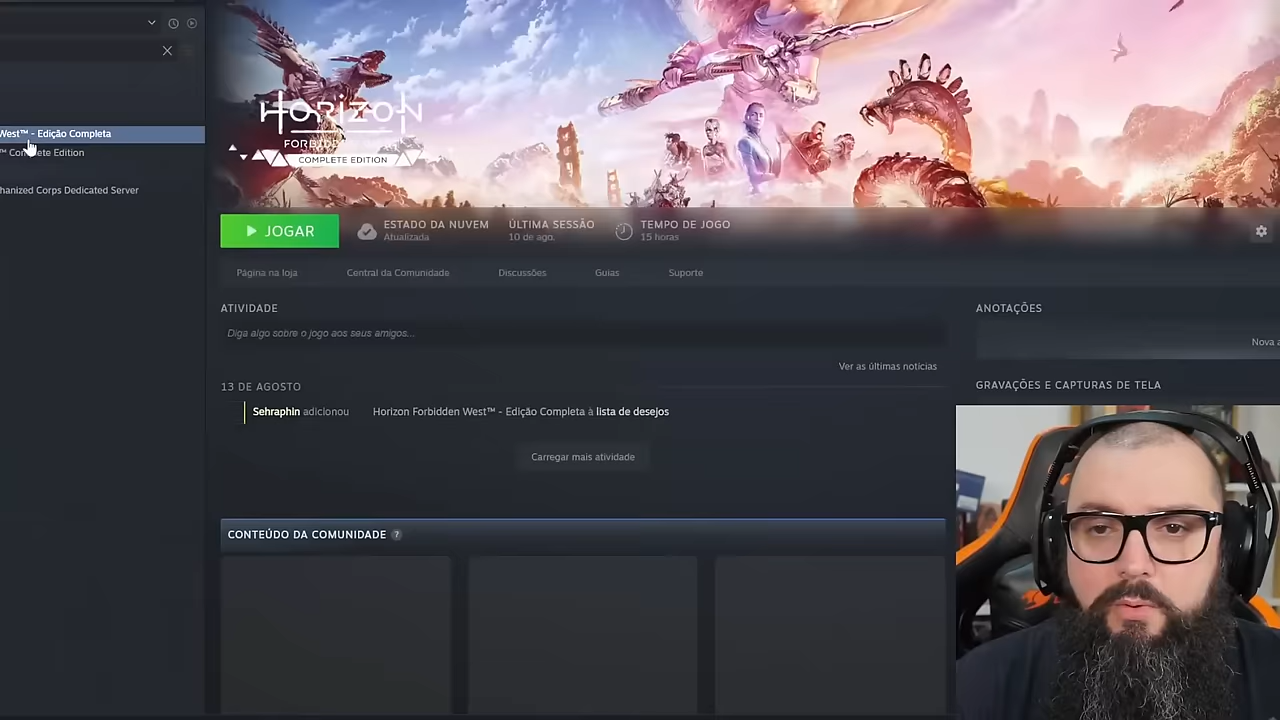 West™ - Edição Completa
™ Complete Edition
hanized Corps Dedicated Server
HORIZON
FORBIDDEN
COMPLETE EDITION
JOGAR
ESTADO DA NUVEM
Atualizada
ÚLTIMA SESSÃO
10 de ago.
TEMPO DE JOGO
15 horas
Página na loja
Central da Comunidade
Discussões
Guias
Suporte
ATIVIDADE
Diga algo sobre o jogo aos seus amigos...
Ver as últimas notícias
13 DE AGOSTO
Sehraphin adicionou Horizon Forbidden West™ - Edição Completa à lista de desejos
Carregar mais atividade
CONTEÚDO DA COMUNIDADE ?
ANOTAÇÕES
Nova a
GRAVAÇÕES E CAPTURAS DE TELA